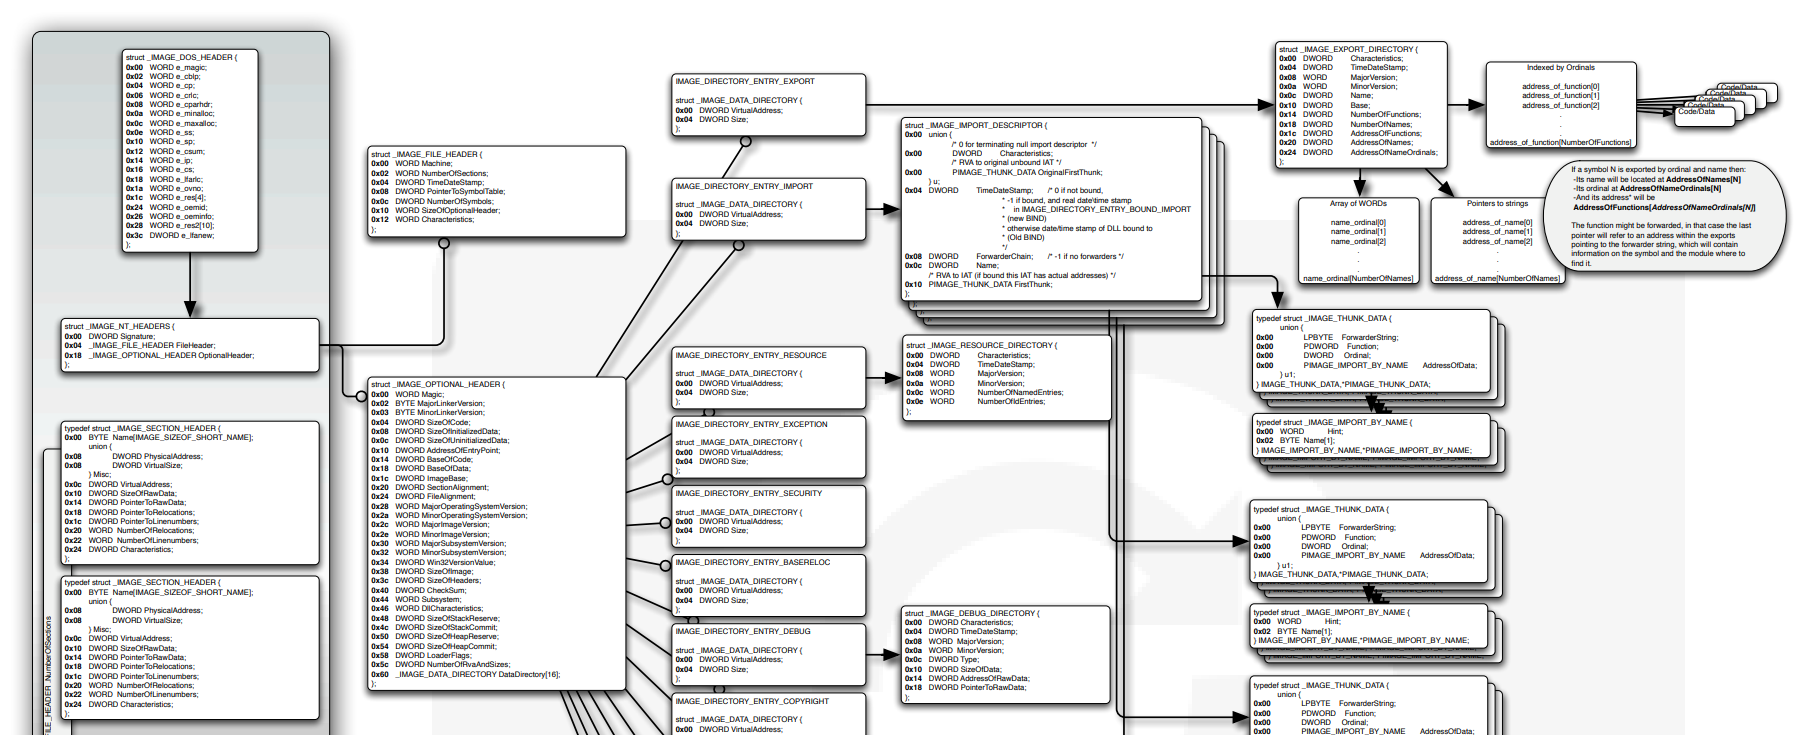 struct _IMAGE_DOS_HEADER {
0x00 WORD e_magic;
0x02 WORD e_cblp;
0x04 WORD e_cp;
0x06 WORD e_crlc;
0x08 WORD e_cparhdr;
0x0a WORD e_minalloc;
0x0c WORD e_maxalloc;
0x0e WORD e_ss;
0x10 WORD e_sp;
0x12 WORD e_csum;
0x14 WORD e_ip;
0x16 WORD e_cs;
0x18 WORD e_lfarlc;
0x1a WORD e_ovno;
0x1c WORD e_res[4];
0x24 WORD e_oemid;
0x26 WORD e_oeminfo;
0x28 WORD e_res2[10];
0x3c DWORD e_lfanew;
};
struct _IMAGE_NT_HEADERS {
0x00 DWORD Signature;
0x04 _IMAGE_FILE_HEADER FileHeader;
0x18 _IMAGE_OPTIONAL_HEADER OptionalHeader;
};
typedef struct _IMAGE_SECTION_HEADER {
0x00 BYTE Name[IMAGE_SIZEOF_SHORT_NAME];
union {
0x08 DWORD PhysicalAddress;
0x08 DWORD VirtualSize;
} Misc;
0x0c DWORD VirtualAddress;
0x10 DWORD SizeOfRawData;
0x14 DWORD PointerToRawData;
0x18 DWORD PointerToRelocations;
0x1c DWORD PointerToLinenumbers;
0x20 WORD NumberOfRelocations;
0x22 WORD NumberOfLinenumbers;
0x24 DWORD Characteristics;
};
typedef struct _IMAGE_SECTION_HEADER {
0x00 BYTE Name[IMAGE_SIZEOF_SHORT_NAME];
union {
0x08 DWORD PhysicalAddress;
0x08 DWORD VirtualSize;
} Misc;
0x0c DWORD VirtualAddress;
0x10 DWORD SizeOfRawData;
0x14 DWORD PointerToRawData;
0x18 DWORD PointerToRelocations;
0x1c DWORD PointerToLinenumbers;
0x20 WORD NumberOfRelocations;
0x22 WORD NumberOfLinenumbers;
0x24 DWORD Characteristics;
};
FILE_HEADER.NumberOfSections
struct _IMAGE_FILE_HEADER {
0x00 WORD Machine;
0x02 WORD NumberOfSections;
0x04 DWORD TimeDateStamp;
0x08 DWORD PointerToSymbolTable;
0x0c DWORD NumberOfSymbols;
0x10 WORD SizeOfOptionalHeader;
0x12 WORD Characteristics;
};
struct _IMAGE_OPTIONAL_HEADER {
0x00 WORD Magic;
0x02 BYTE MajorLinkerVersion;
0x03 BYTE MinorLinkerVersion;
0x04 DWORD SizeOfCode;
0x08 DWORD SizeOfInitializedData;
0x0c DWORD SizeOfUninitializedData;
0x10 DWORD AddressOfEntryPoint;
0x14 DWORD BaseOfCode;
0x18 DWORD BaseOfData;
0x1c DWORD ImageBase;
0x20 DWORD SectionAlignment;
0x24 DWORD FileAlignment;
0x28 WORD MajorOperatingSystemVersion;
0x2a WORD MinorOperatingSystemVersion;
0x2c WORD MajorImageVersion;
0x2e WORD MinorImageVersion;
0x30 WORD MajorSubsystemVersion;
0x32 WORD MinorSubsystemVersion;
0x34 DWORD Win32VersionValue;
0x38 DWORD SizeOfImage;
0x3c DWORD SizeOfHeaders;
0x40 DWORD CheckSum;
0x44 WORD Subsystem;
0x46 WORD DllCharacteristics;
0x48 DWORD SizeOfStackReserve;
0x4c DWORD SizeOfStackCommit;
0x50 DWORD SizeOfHeapReserve;
0x54 DWORD SizeOfHeapCommit;
0x58 DWORD LoaderFlags;
0x5c DWORD NumberOfRvaAndSizes;
0x60 _IMAGE_DATA_DIRECTORY DataDirectory[16];
};
IMAGE_DIRECTORY_ENTRY_EXPORT
struct _IMAGE_DATA_DIRECTORY {
0x00 DWORD VirtualAddress;
0x04 DWORD Size;
};
IMAGE_DIRECTORY_ENTRY_IMPORT
struct _IMAGE_DATA_DIRECTORY {
0x00 DWORD VirtualAddress;
0x04 DWORD Size;
};
IMAGE_DIRECTORY_ENTRY_RESOURCE
struct _IMAGE_DATA_DIRECTORY {
0x00 DWORD VirtualAddress;
0x04 DWORD Size;
};
IMAGE_DIRECTORY_ENTRY_EXCEPTION
struct _IMAGE_DATA_DIRECTORY {
0x00 DWORD VirtualAddress;
0x04 DWORD Size;
};
IMAGE_DIRECTORY_ENTRY_SECURITY
struct _IMAGE_DATA_DIRECTORY {
0x00 DWORD VirtualAddress;
0x04 DWORD Size;
};
IMAGE_DIRECTORY_ENTRY_BASERELOC
struct _IMAGE_DATA_DIRECTORY {
0x00 DWORD VirtualAddress;
0x04 DWORD Size;
};
IMAGE_DIRECTORY_ENTRY_DEBUG
struct _IMAGE_DATA_DIRECTORY {
0x00 DWORD VirtualAddress;
0x04 DWORD Size;
};
IMAGE_DIRECTORY_ENTRY_COPYRIGHT
struct _IMAGE_DATA_DIRECTORY {
0x00 DWORD VirtualAddress;
struct _IMAGE_IMPORT_DESCRIPTOR {
0x00 union {
/* 0 for terminating null import descriptor */
0x00 DWORD Characteristics;
/* RVA to original unbound IAT */
0x00 PIMAGE_THUNK_DATA OriginalFirstThunk;
} u;
0x04 DWORD TimeDateStamp; /* 0 if not bound,
* -1 if bound, and real date\time stamp
* in IMAGE_DIRECTORY_ENTRY_BOUND_IMPORT
* (new BIND)
* otherwise date/time stamp of DLL bound to
* (Old BIND)
*/
0x08 DWORD ForwarderChain; /* -1 if no forwarders */
0x0c DWORD Name;
/* RVA to IAT (if bound this IAT has actual addresses) */
0x10 PIMAGE_THUNK_DATA FirstThunk;
};
struct _IMAGE_RESOURCE_DIRECTORY {
0x00 DWORD Characteristics;
0x04 DWORD TimeDateStamp;
0x08 WORD MajorVersion;
0x0a WORD MinorVersion;
0x0c WORD NumberOfNamedEntries;
0x0e WORD NumberOfIdEntries;
};
struct _IMAGE_DEBUG_DIRECTORY {
0x00 DWORD Characteristics;
0x04 DWORD TimeDateStamp;
0x08 WORD MajorVersion;
0x0a WORD MinorVersion;
0x0c DWORD Type;
0x10 DWORD SizeOfData;
0x14 DWORD AddressOfRawData;
0x18 DWORD PointerToRawData;
};
struct _IMAGE_EXPORT_DIRECTORY {
0x00 DWORD Characteristics;
0x04 DWORD TimeDateStamp;
0x08 WORD MajorVersion;
0x0a WORD MinorVersion;
0x0c DWORD Name;
0x10 DWORD Base;
0x14 DWORD NumberOfFunctions;
0x18 DWORD NumberOfNames;
0x1c DWORD AddressOfFunctions;
0x20 DWORD AddressOfNames;
0x24 DWORD AddressOfNameOrdinals;
};
Indexed by Ordinals
address_of_function[0]
address_of_function[1]
address_of_function[2]
.
.
.
address_of_function[NumberOfFunctions]
Code/Data
Code/Data
Code/Data
Code/Data
Code/Data
Array of WORDs
name_ordinal[0]
name_ordinal[1]
name_ordinal[2]
.
.
.
name_ordinal[NumberOfNames]
Pointers to strings
address_of_name[0]
address_of_name[1]
address_of_name[2]
.
.
.
address_of_name[NumberOfNames]
If a symbol N is exported by ordinal and name then:
-Its name will be located at AddressOfNames[N]
-Its ordinal at AddressOfNameOrdinals[N]
-And its address* will be
AddressOfFunctions[AddressOfNameOrdinals[N]]
The function might be forwarded, in that case the last
pointer will refer to an address within the exports
pointing to the forwarder string, which will contain
information on the symbol and the module where to
find it.
typedef struct _IMAGE_THUNK_DATA {
union {
0x00 LPBYTE ForwarderString;
0x00 PDWORD Function;
0x00 DWORD Ordinal;
0x00 PIMAGE_IMPORT_BY_NAME AddressOfData;
} u1;
} IMAGE_THUNK_DATA,*PIMAGE_THUNK_DATA;
typedef struct _IMAGE_IMPORT_BY_NAME {
0x00 WORD Hint;
0x02 BYTE Name[1];
} IMAGE_IMPORT_BY_NAME,*PIMAGE_IMPORT_BY_NAME;
typedef struct _IMAGE_THUNK_DATA {
union {
0x00 LPBYTE ForwarderString;
0x00 PDWORD Function;
0x00 DWORD Ordinal;
0x00 PIMAGE_IMPORT_BY_NAME AddressOfData;
} u1;
} IMAGE_THUNK_DATA,*PIMAGE_THUNK_DATA;
typedef struct _IMAGE_IMPORT_BY_NAME {
0x00 WORD Hint;
0x02 BYTE Name[1];
} IMAGE_IMPORT_BY_NAME,*PIMAGE_IMPORT_BY_NAME;
typedef struct _IMAGE_THUNK_DATA {
union {
0x00 LPBYTE ForwarderString;
0x00 PDWORD Function;
0x00 DWORD Ordinal;
0x00 PIMAGE_IMPORT_BY_NAME AddressOfData;